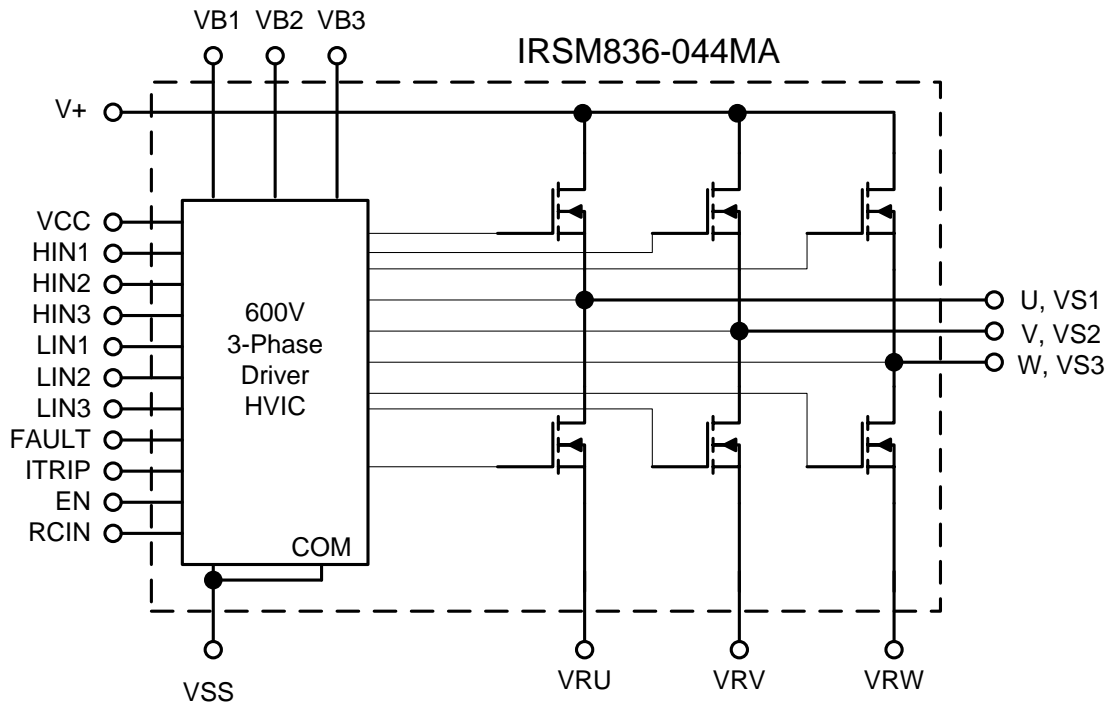 VB1 VB2 VB3
IRSM836-044MA
V+
VCC
HIN1
HIN2
HIN3
LIN1
LIN2
LIN3
FAULT
ITRIP
EN
RCIN
600V
3-Phase
Driver
HVIC
COM
U, VS1
V, VS2
W, VS3
VSS
VRU
VRV
VRW